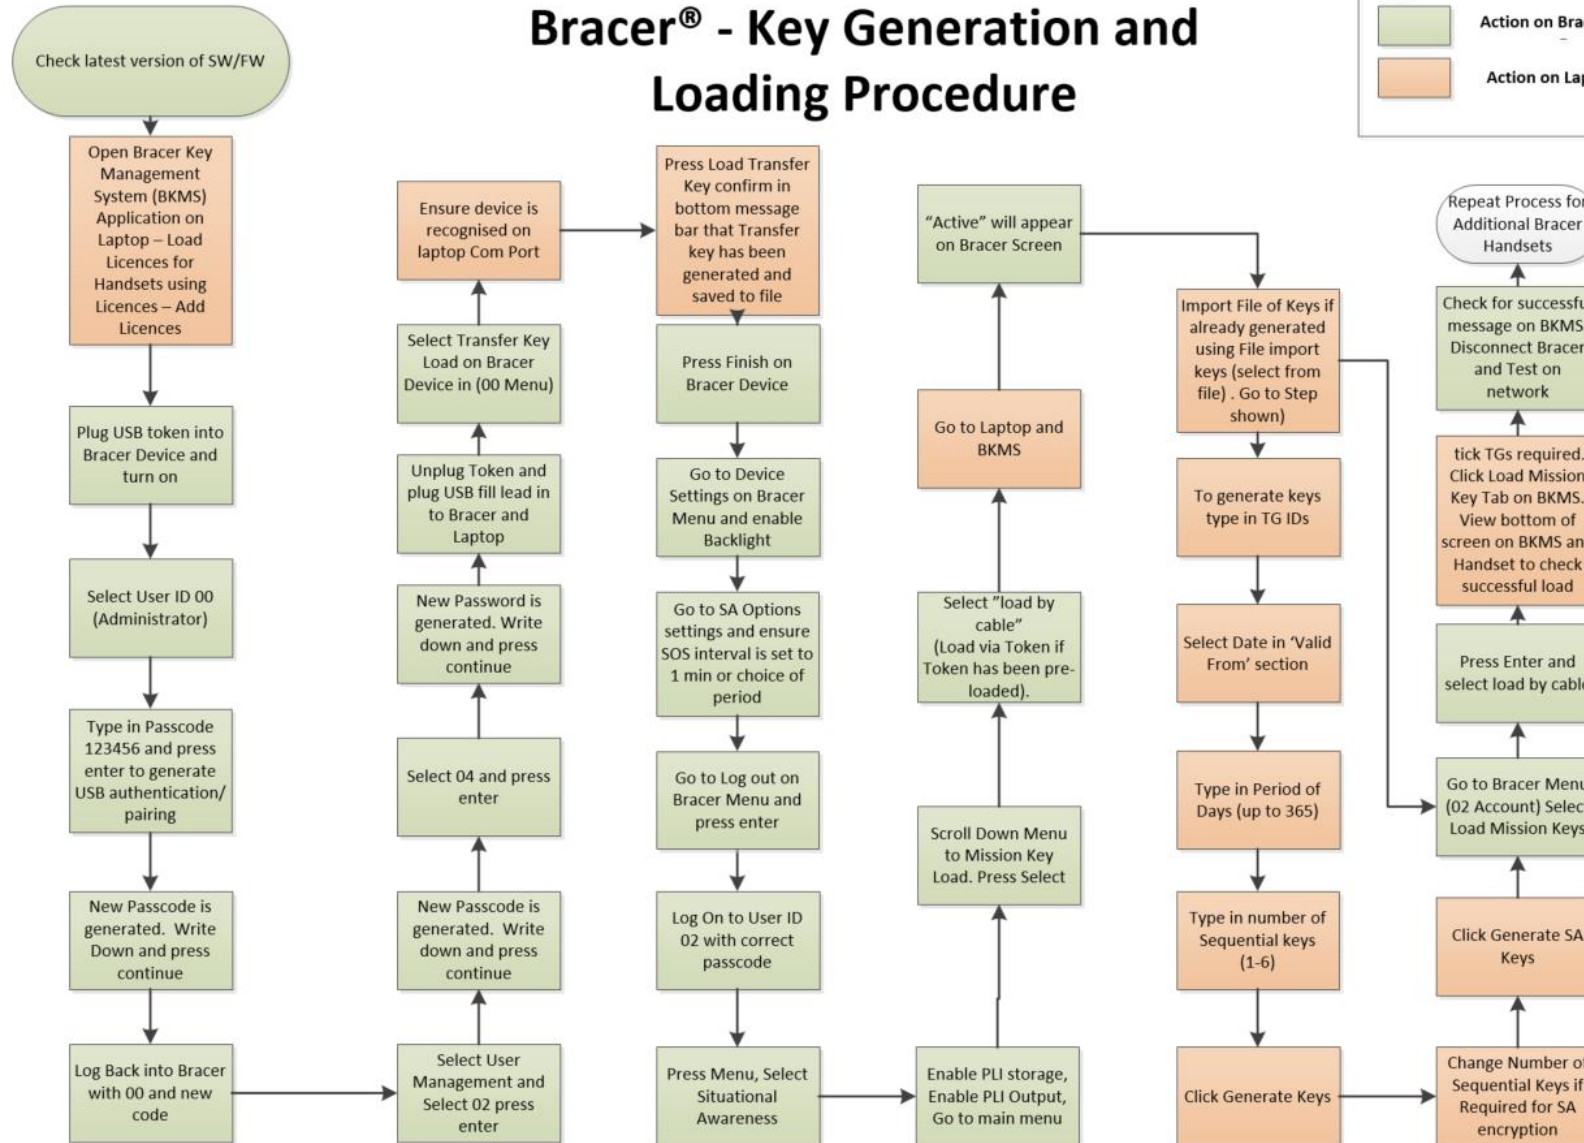 Bracer® - Key Generation and
Loading Procedure
Action on
Action on
Check latest version of SW/FW
Open Bracer Key
Management
System (BKMS)
Application on
Laptop – Load
Licences for
Handsets using
Licences – Add
Licences
Plug USB token into
Bracer Device and
turn on
Select User ID 00
(Administrator)
Type in Passcode
123456 and press
enter to generate
USB authentication/
pairing
New Passcode is
generated. Write
Down and press
continue
Log Back into Bracer
with 00 and new
code
Select User
Management and
Select 02 press
enter
New Passcode is
generated. Write
down and press
continue
Select 04 and press
enter
New Password is
generated. Write
down and press
continue
Unplug Token and
plug USB fill lead in
to Bracer and
Laptop
Select Transfer Key
Load on Bracer
Device in (00 Menu)
Ensure device is
recognised on
laptop Com Port
Press Load Transfer
Key confirm in
bottom message
bar that Transfer
key has been
generated and
saved to file
Press Finish on
Bracer Device
Go to Device
Settings on Bracer
Menu and enable
Backlight
Go to SA Options
settings and ensure
SOS interval is set to
1 min or choice of
period
Go to Log out on
Bracer Menu and
press enter
Log On to User ID
02 with correct
passcode
Press Menu, Select
Situational
Awareness
Enable PLI storage,
Enable PLI Output,
Go to main menu
Scroll Down Menu
to Mission Key
Load. Press Select
Select ”load by
cable”
(Load via Token if
Token has been pre-
loaded).
Go to Laptop and
BKMS
“Active” will appear
on Bracer Screen
Import File of Keys if
already generated
using File import
keys (select from
file) . Go to Step
shown)
To generate keys
type in TG IDs
Select Date in ‘Valid
From’ section
Type in Period of
Days (up to 365)
Type in number of
Sequential keys
(1-6)
Click Generate Keys
Change Number of
Sequential Keys if
Required for SA
encryption
Click Generate SA
Keys
Go to Bracer Menu
(02 Account) Select
Load Mission Keys
Press Enter and
select load by cable
tick TGs required.
Click Load Mission
Key Tab on BKMS.
View bottom of
screen on BKMS and
Handset to check
successful load
Check for successful
message on BKMS
Disconnect Bracer
and Test on
network
Repeat Process for
Additional Bracer
Handsets